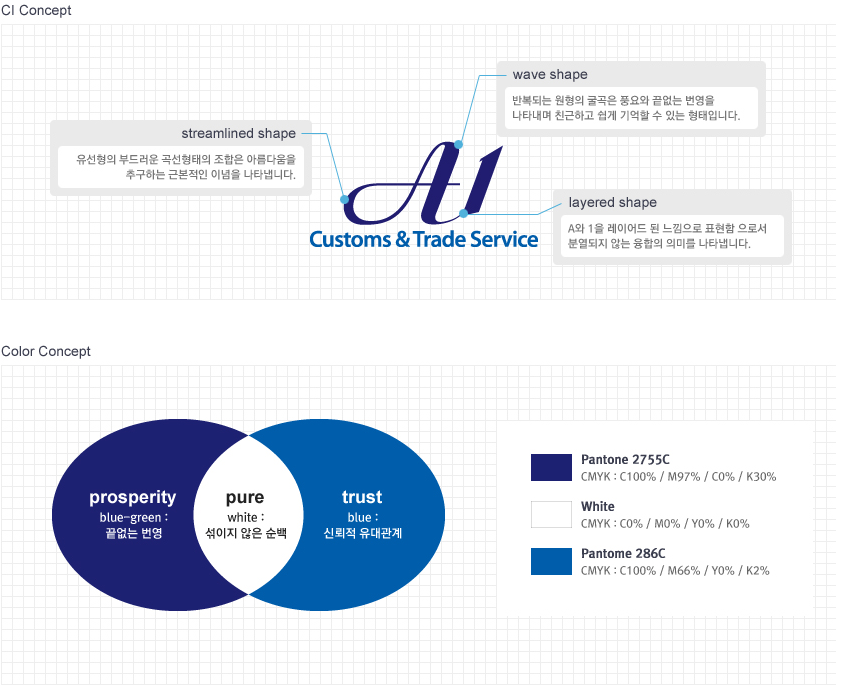 CI Concept
wave shape
반복되는 원형의 굴곡은 풍요와 끝없는 번영을
나타내며 친근하고 쉽게 기억할 수 있는 형태입니다.
streamlined shape
유선형의 부드러운 곡선형태의 조합은 아름다움을
추구하는 근본적인 이념을 나타냅니다.
A1
Customs & Trade Service
layered shape
A와 1을 레이어드 된 느낌으로 표현함 으로서
분열되지 않는 융합의 의미를 나타냅니다.
Color Concept
prosperity
blue-green :
끝없는 번영
pure
white :
섞이지 않은 순백
trust
blue :
신뢰적 유대관계
Pantone 2755C
CMYK : C100% / M97% / C0% / K30%
White
CMYK : C0% / M0% / Y0% / K0%
Pantome 286C
CMYK : C100% / M66% / Y0% / K2%